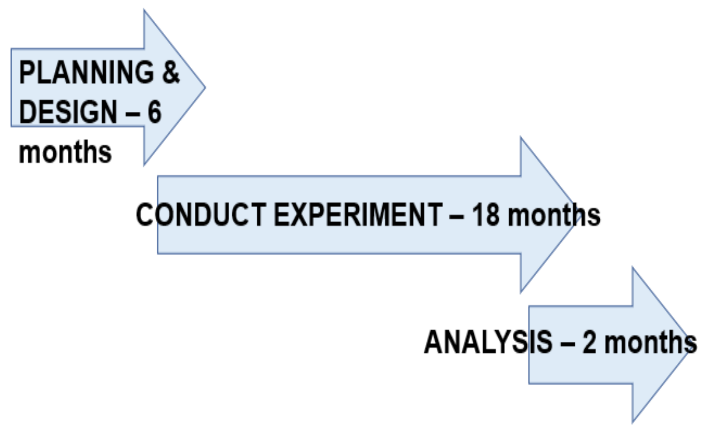 PLANNING &
DESIGN – 6
months
CONDUCT EXPERIMENT – 18 months
ANALYSIS – 2 months